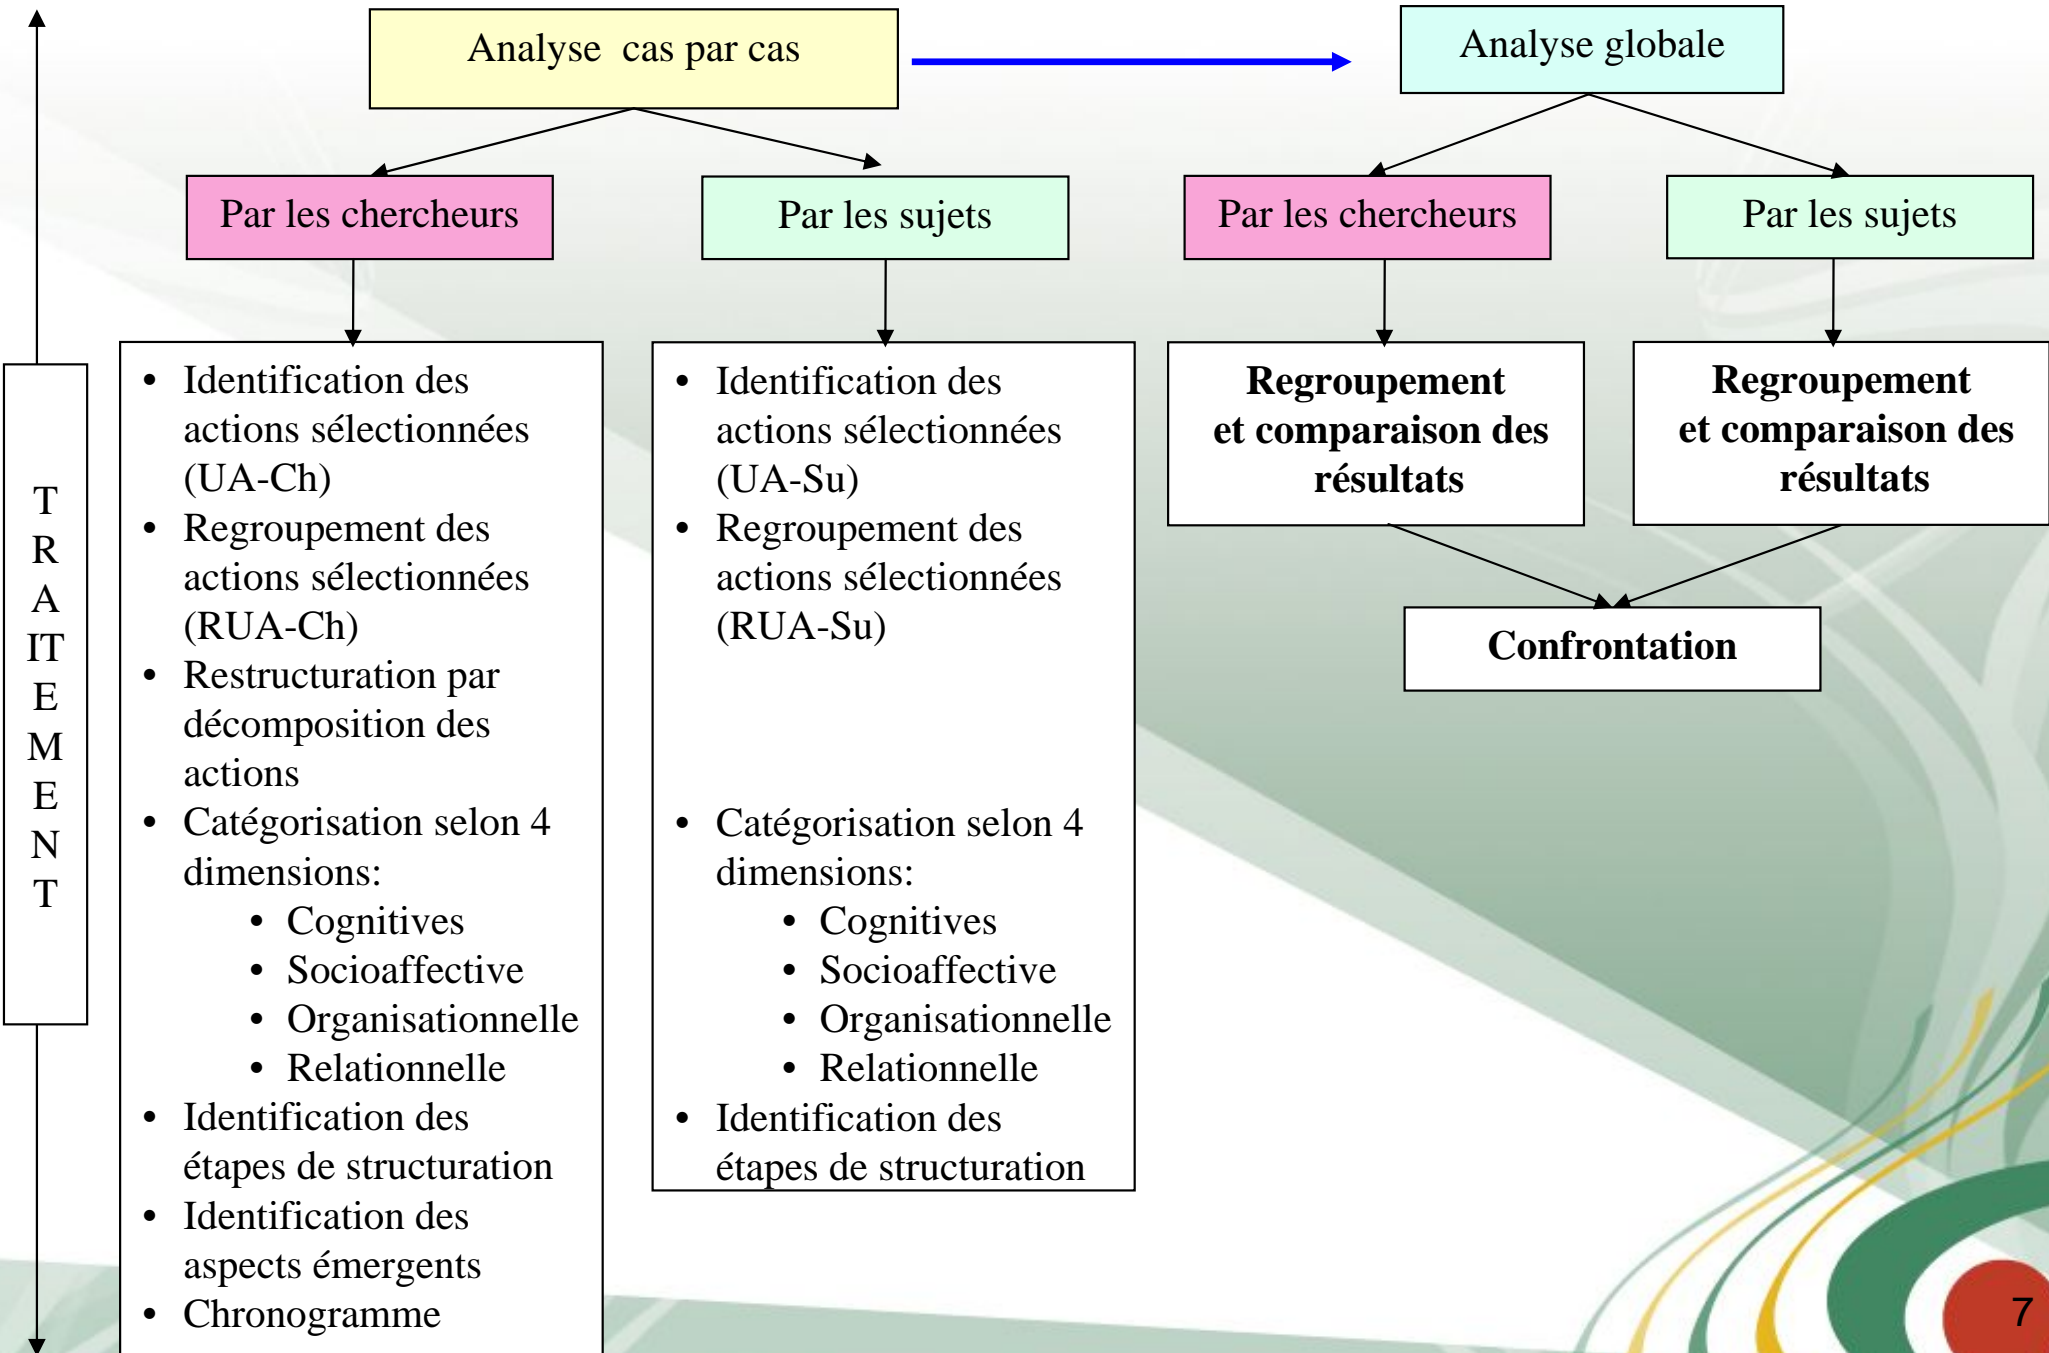 Analyse cas par cas
Analyse globale
Par les chercheurs
Par les sujets
Par les chercheurs
Par les sujets
T
R
A
IT
E
M
E
N
T
• Identification des
actions sélectionnées
(UA-Ch)
• Regroupement des
actions sélectionnées
(RUA-Ch)
• Restructuration par
décomposition des
actions
• Catégorisation selon 4
dimensions:
• Cognitives
• Socioaffective
• Organisationnelle
• Relationnelle
• Identification des
étapes de structuration
• Identification des
aspects émergents
• Chronogramme
• Identification des
actions sélectionnées
(UA-Su)
• Regroupement des
actions sélectionnées
(RUA-Su)
• Catégorisation selon 4
dimensions:
• Cognitives
• Socioaffective
• Organisationnelle
• Relationnelle
• Identification des
étapes de structuration
Regroupement
et comparaison des
résultats
Regroupement
et comparaison des
résultats
Confrontation
7